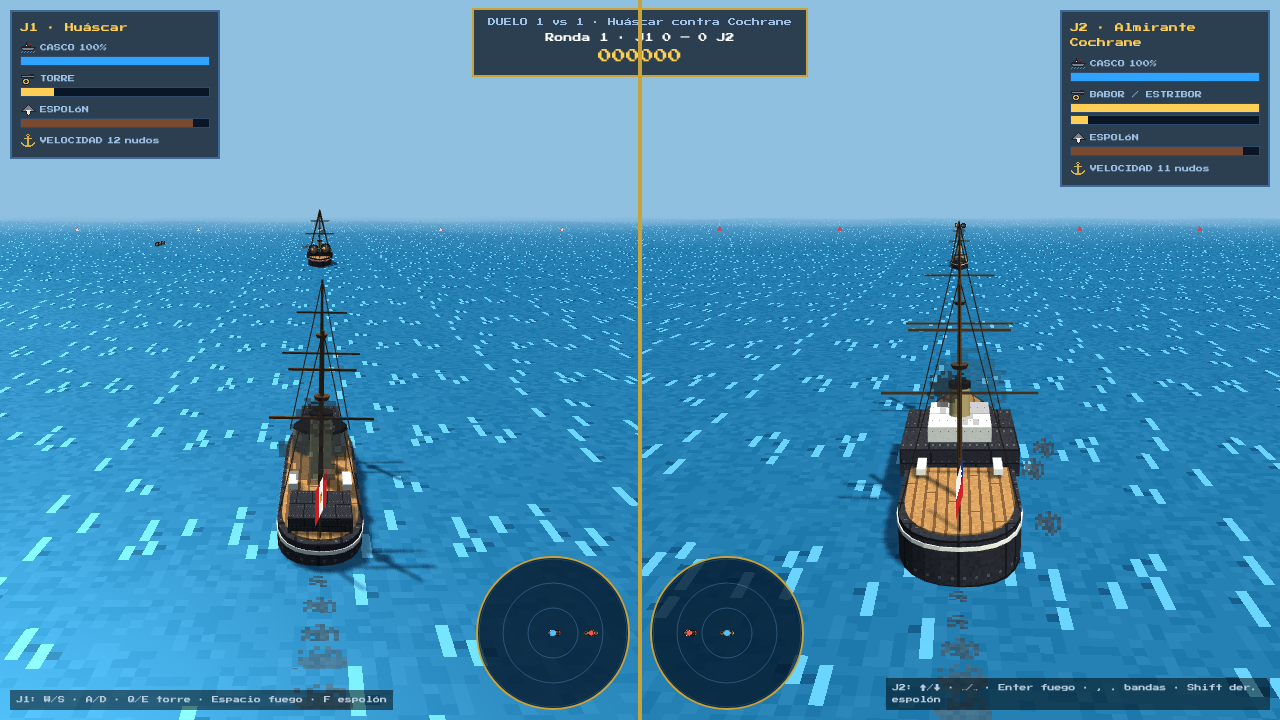 J1 · Huáscar
CASCO 100%
TORRE
ESPOLóN
VELOCIDAD 12 nudos
DUELO 1 vs 1 · Huáscar contra Cochrane
Ronda 1 · J1 0 — 0 J2
J2 · Almirante
Cochrane
CASCO 100%
BABOR / ESTRIBOR
ESPOLóN
VELOCIDAD 11 nudos
J1: W/S · A/D · Q/E torre · Espacio fuego · F espolón
J2: ↑/↓ · ←/→ · Enter fuego · , . bandas · Shift der.
espolón